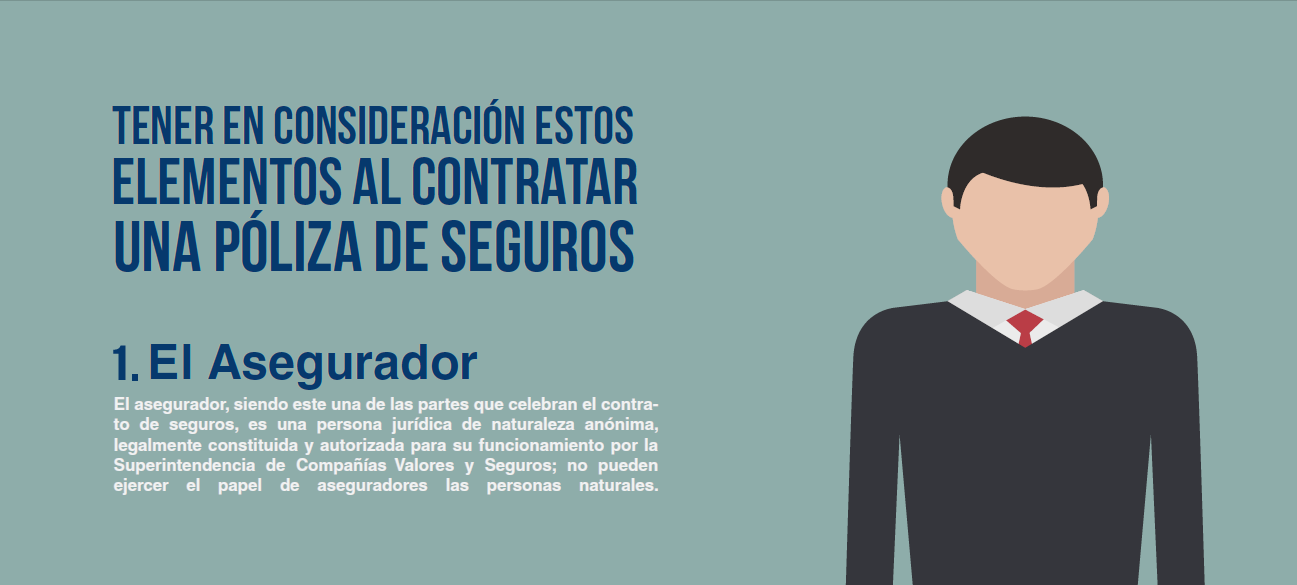 TENER EN CONSIDERACIÓN ESTOS
ELEMENTOS AL CONTRATAR
UNA PÓLIZA DE SEGUROS
1. El Asegurador
El asegurador, siendo este una de las partes que celebran el contra-
to de seguros, es una persona jurídica de naturaleza anónima,
legalmente constituida y autorizada para su funcionamiento por la
Superintendencia de Compañías Valores y Seguros; no pueden
ejercer el papel de aseguradores las personas naturales.